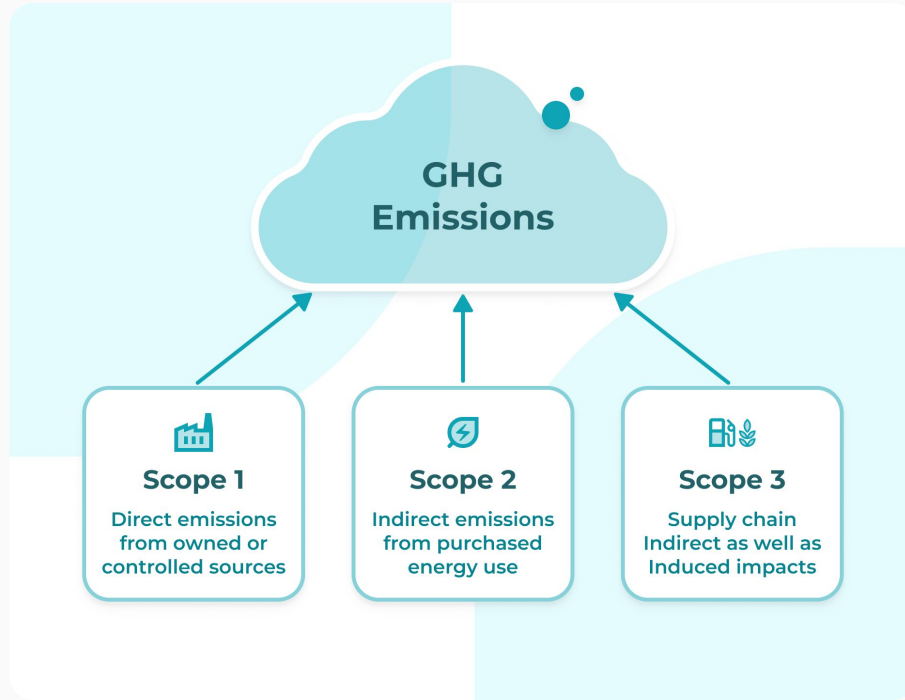 GHG
Emissions
Scope 1
Direct emissions
from owned or
controlled sources
Scope 2
Indirect emissions
from purchased
energy use
Scope 3
Supply chain
Indirect as well as
Induced impacts